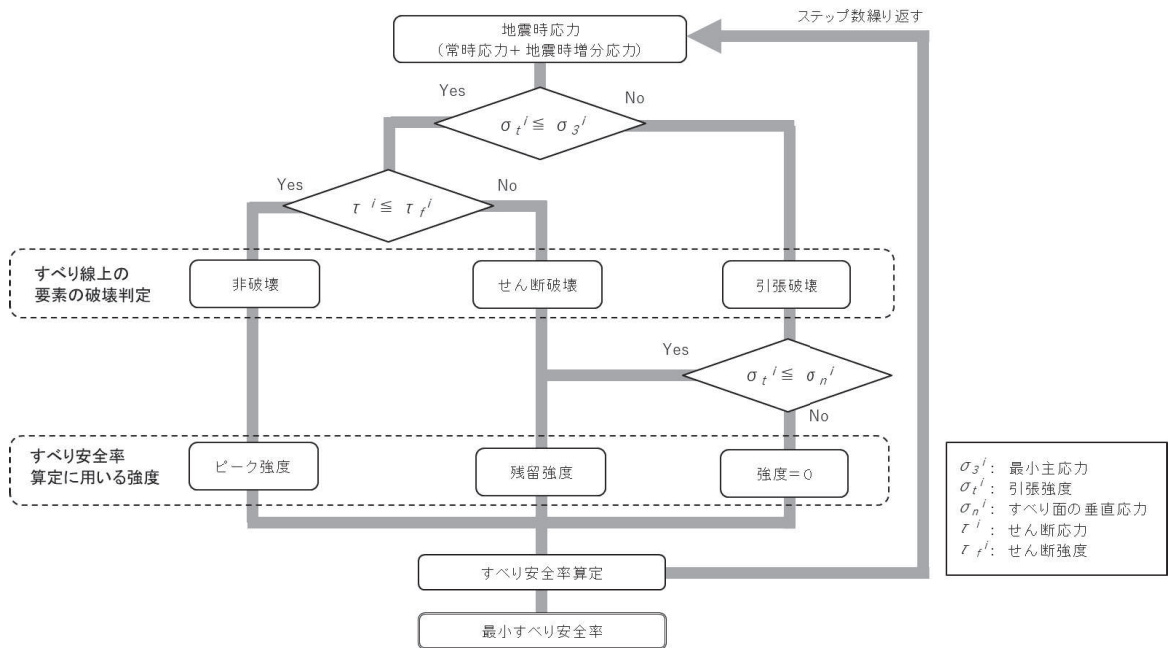 ステップ数繰り返す
地震時応力
(常時応力+地震時増分応力)
Yes
No
σtⁱ ≦ σ3ⁱ
Yes
No
τⁱ ≦ τfⁱ
すべり線上の
要素の破壊判定
非破壊
せん断破壊
引張破壊
Yes
σtⁱ ≦ σnⁱ
No
すべり安全率
算定に用いる強度
ピーク強度
残留強度
強度=0
σ3ⁱ: 最小主応力
σtⁱ: 引張強度
σnⁱ: すべり面の垂直応力
τⁱ: せん断応力
τfⁱ: せん断強度
すべり安全率算定
最小すべり安全率